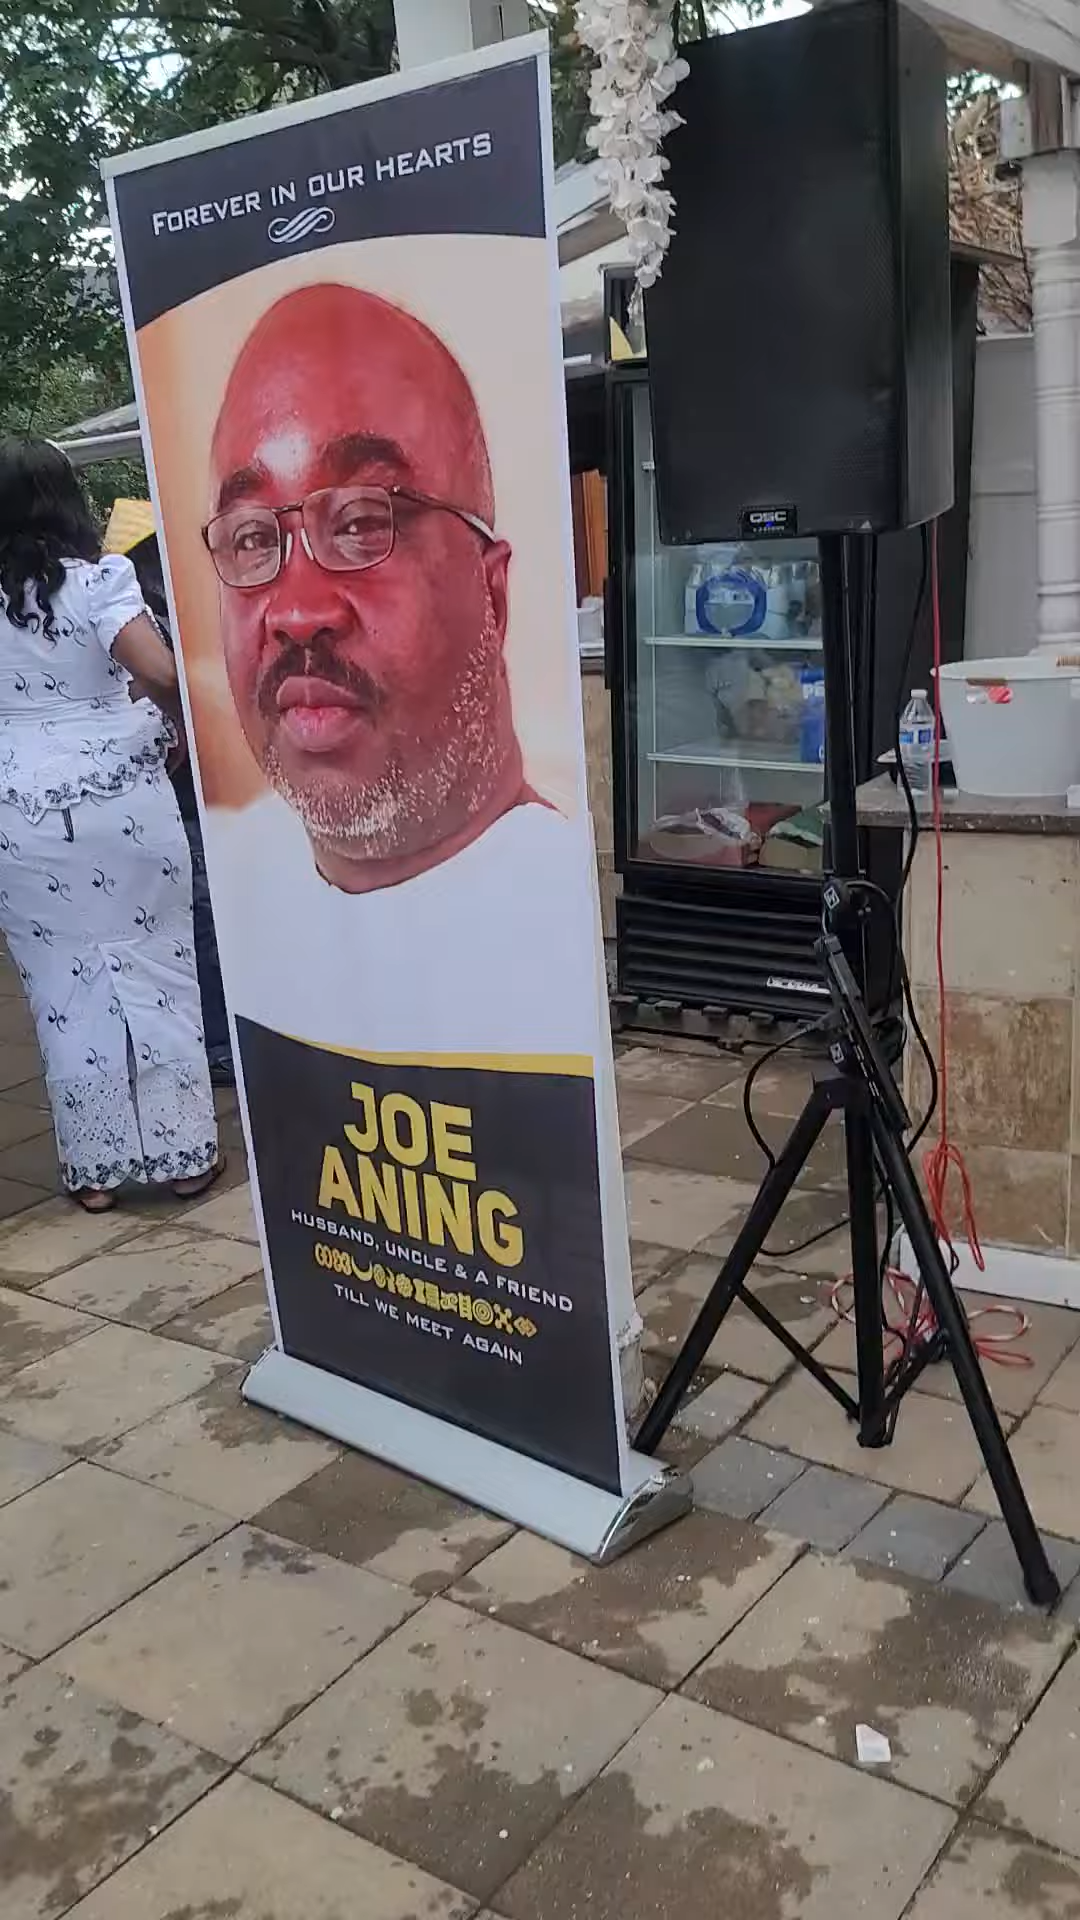 FOREVER IN OUR HEARTS
JOE
ANING
HUSBAND, UNCLE & A FRIEND
TILL WE MEET AGAIN
QSC